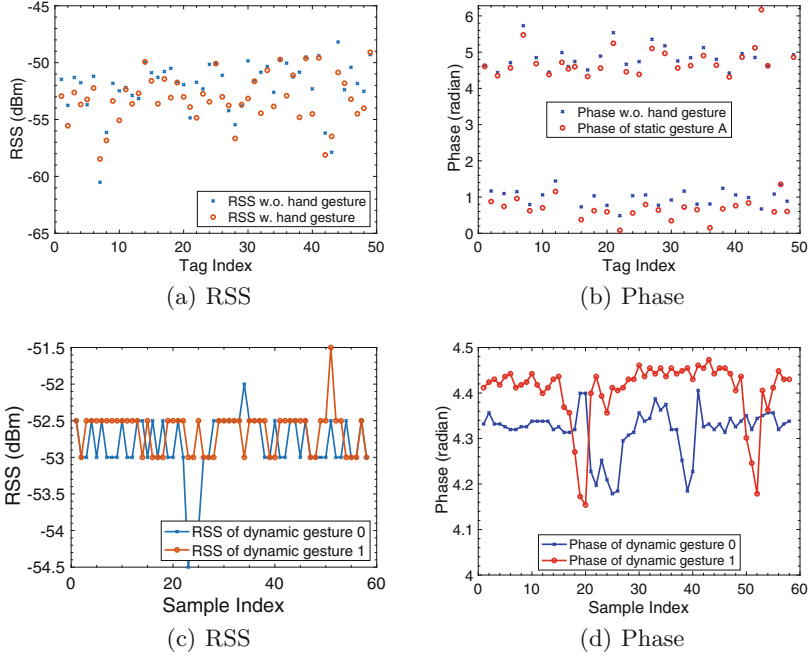 -40
-45
-50
-55
-60
-65
RSS (dBm)
RSS w.o. hand gesture
RSS w. hand gesture
0 10 20 30 40 50
Tag Index
(a) RSS
6
5
4
3
2
1
0
Phase (radian)
Phase w.o. hand gesture
Phase of static gesture A
0 10 20 30 40 50
Tag Index
(b) Phase
-51.5
-52
-52.5
-53
-53.5
-54
-54.5
RSS (dBm)
RSS of dynamic gesture 0
RSS of dynamic gesture 1
0 20 40 60
Sample Index
(c) RSS
4.5
4.4
4.3
4.2
4.1
4
Phase (radian)
Phase of dynamic gesture 0
Phase of dynamic gesture 1
0 10 20 30 40 50 60
Sample Index
(d) Phase